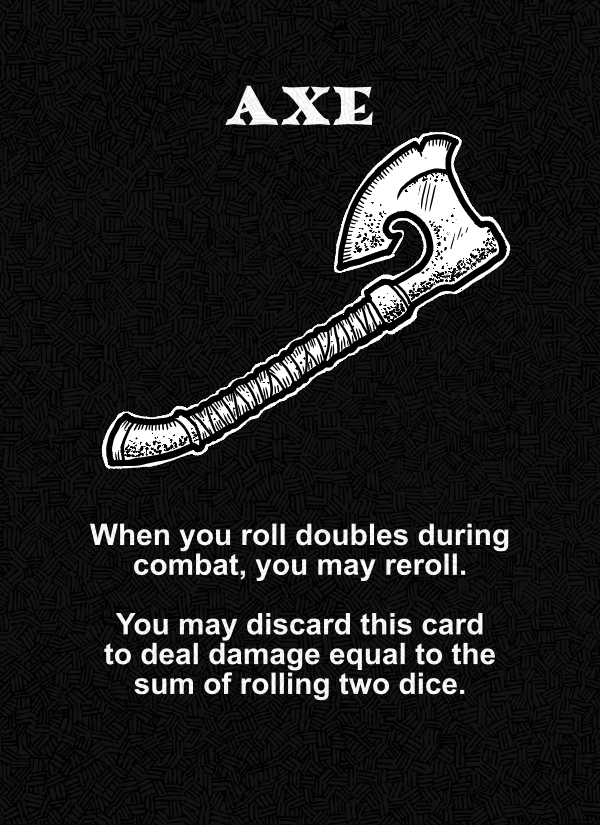 AXE
When you roll doubles during
combat, you may reroll.
You may discard this card
to deal damage equal to the
sum of rolling two dice.